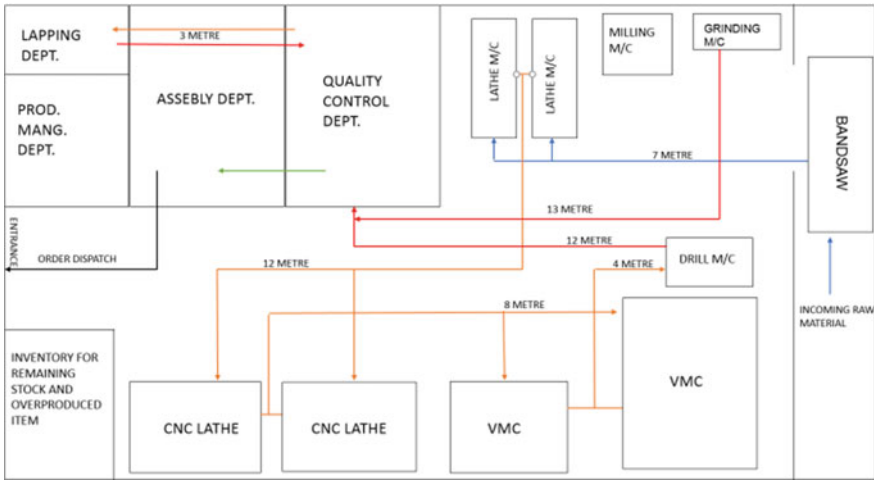 LAPPING
DEPT.
3 METRE
PROD.
MANG.
DEPT.
ASSEBLY DEPT.
QUALITY
CONTROL
DEPT.
LATHE M/C
LATHE M/C
MILLING
M/C
GRINDING
M/C
BANDSAW
7 METRE
13 METRE
12 METRE
ENTRANCE
ORDER DISPATCH
12 METRE
4 METRE
DRILL M/C
8 METRE
INCOMING RAW
MATERIAL
INVENTORY FOR
REMAINING
STOCK AND
OVERPRODUCED
ITEM
CNC LATHE
CNC LATHE
VMC
VMC